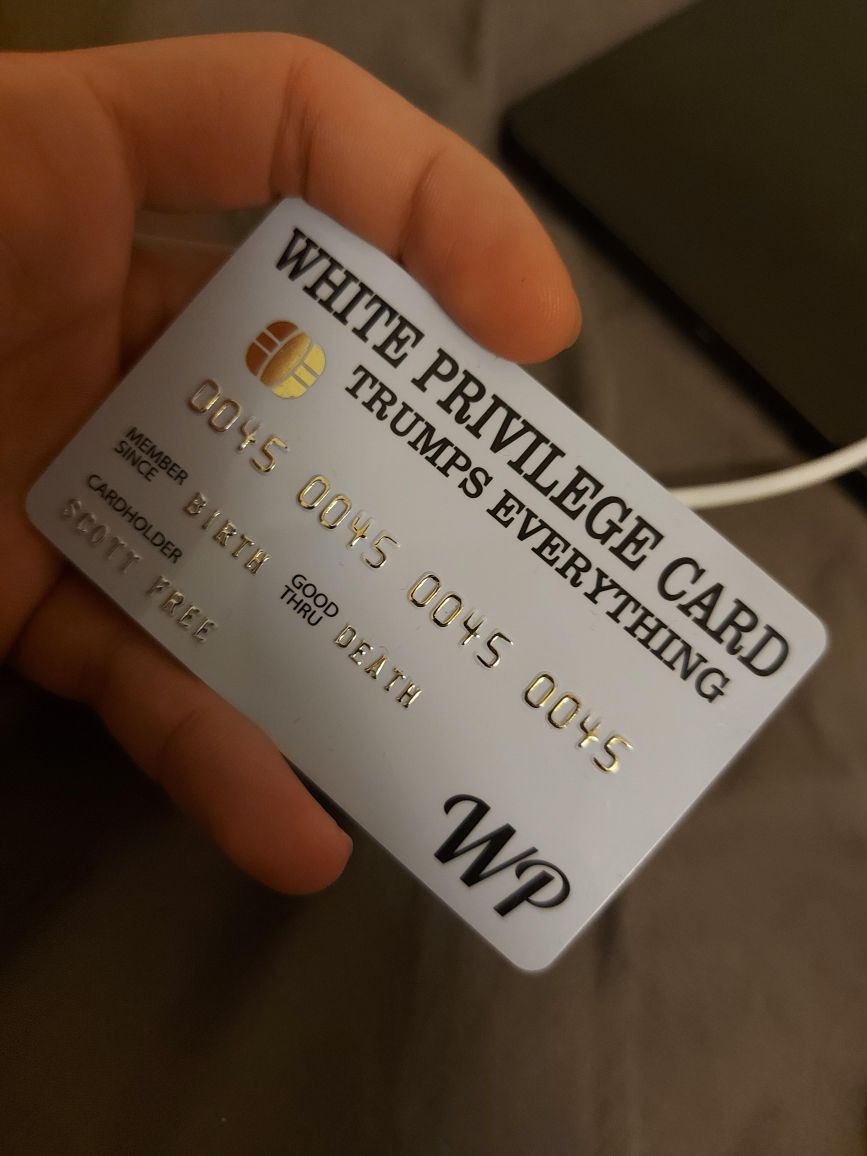 WHITE PRIVILEGE CARD
TRUMPS EVERYTHING
0045 0045 0045 0045
MEMBER
SINCE BIRTH
GOOD
THRU DEATH
CARDHOLDER
SCOTT FREE
WP